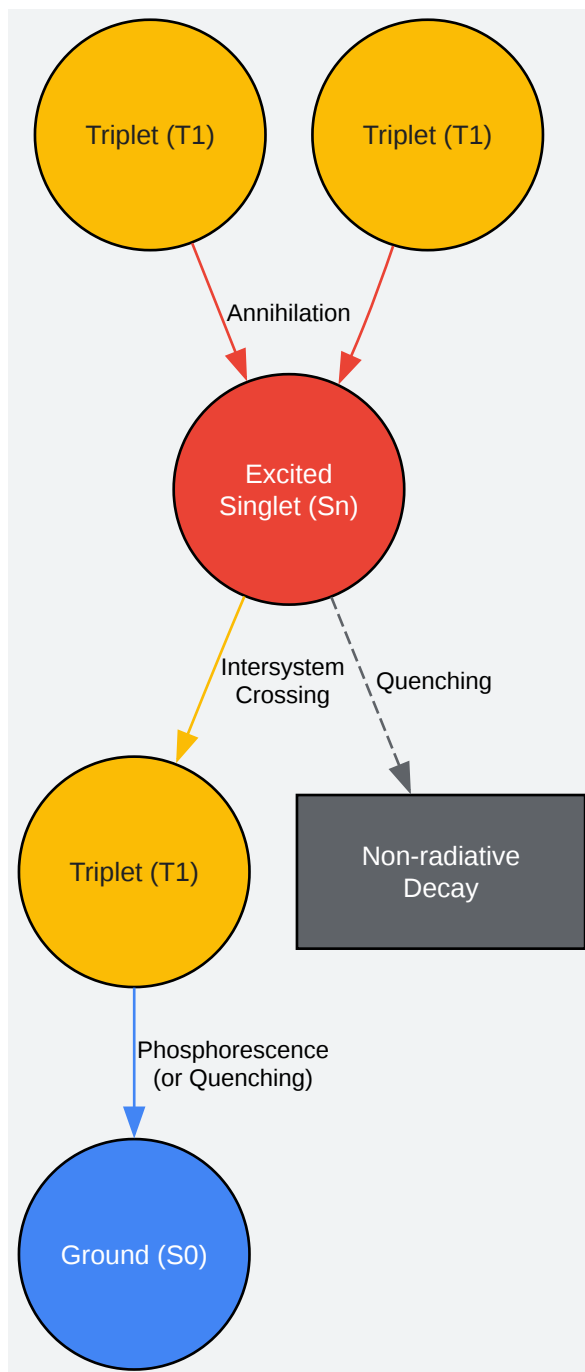 Triplet (T1)
Triplet (T1)
Annihilation
Excited
Singlet (Sn)
Intersystem
Crossing
Quenching
Triplet (T1)
Non-radiative
Decay
Phosphorescence
(or Quenching)
Ground (S0)